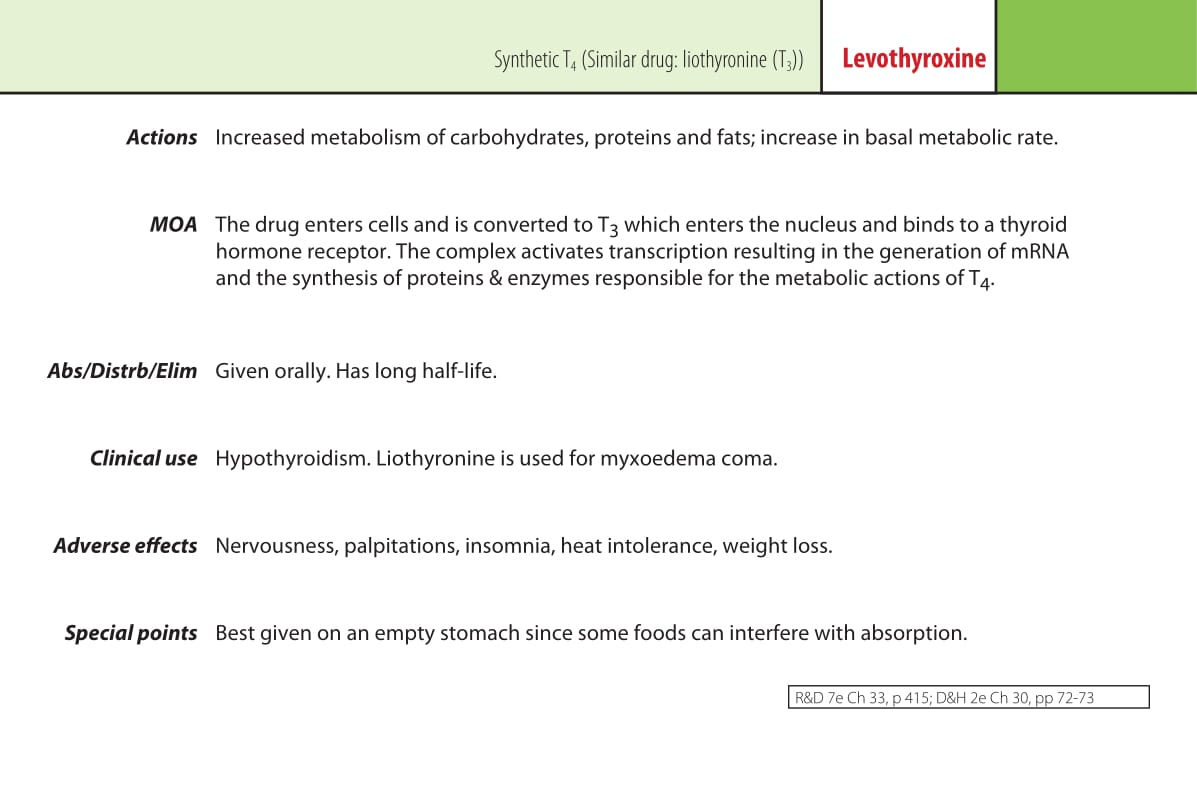 Synthetic T₄ (Similar drug: liothyronine (T₃))
Levothyroxine
Actions Increased metabolism of carbohydrates, proteins and fats; increase in basal metabolic rate.
MOA The drug enters cells and is converted to T₃ which enters the nucleus and binds to a thyroid
hormone receptor. The complex activates transcription resulting in the generation of mRNA
and the synthesis of proteins & enzymes responsible for the metabolic actions of T₄.
Abs/Distrb/Elim Given orally. Has long half-life.
Clinical use Hypothyroidism. Liothyronine is used for myxoedema coma.
Adverse effects Nervousness, palpitations, insomnia, heat intolerance, weight loss.
Special points Best given on an empty stomach since some foods can interfere with absorption.
R&D 7e Ch 33, p 415; D&H 2e Ch 30, pp 72-73